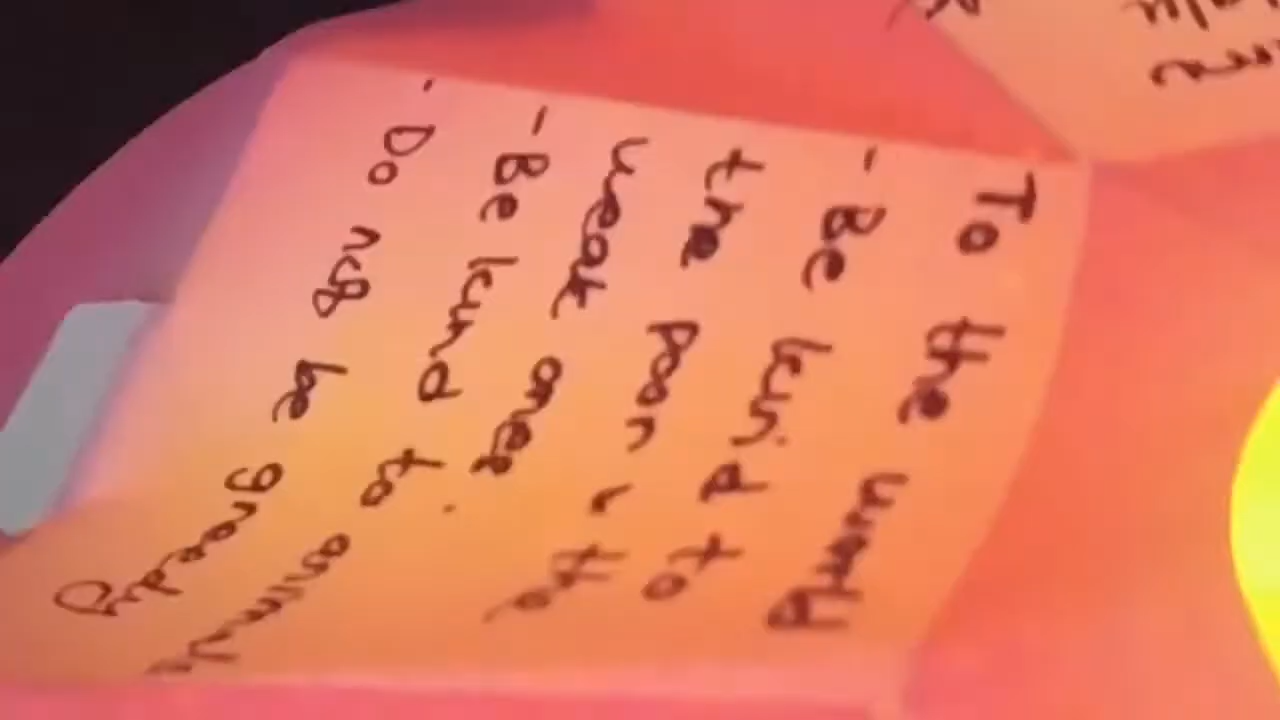 To the world
- Be kind to
the poor & the
weak ones.
- Be kind to animals
- Do not be greedy